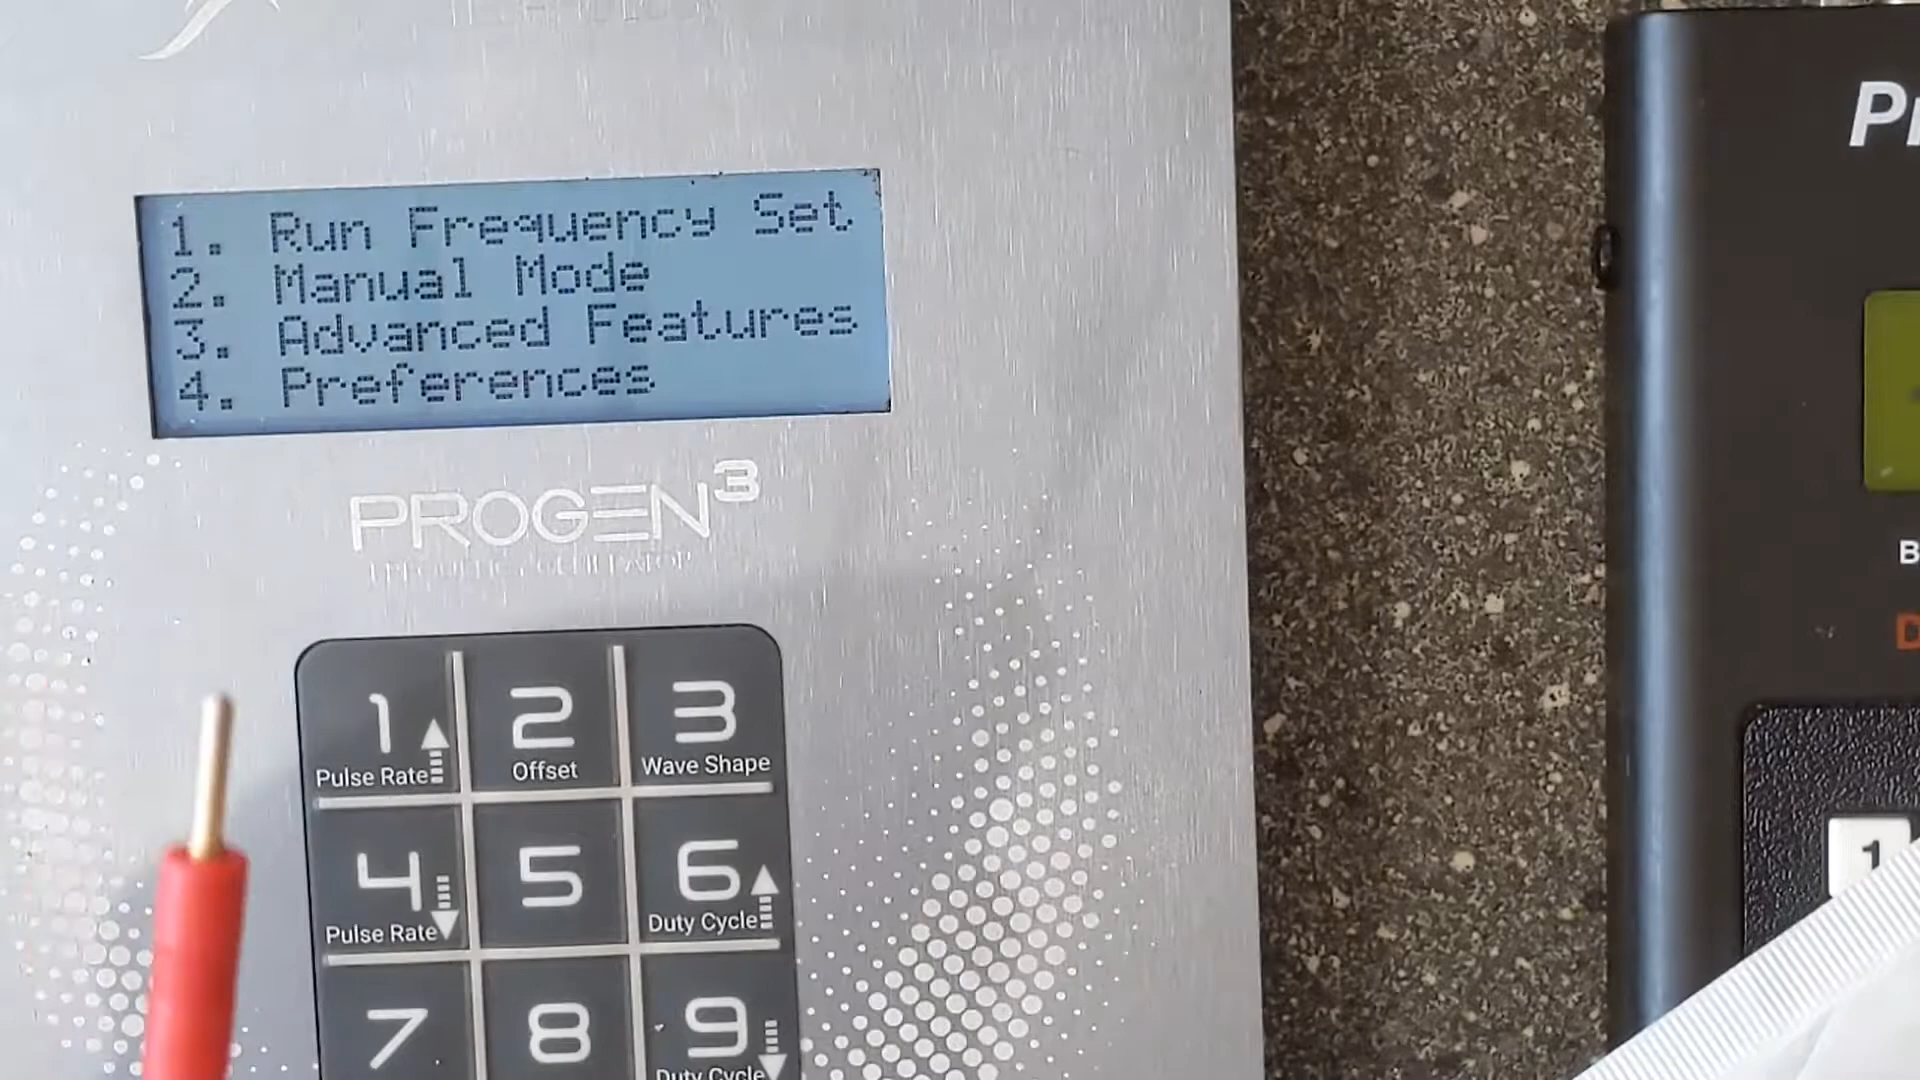 1. Run Frequency Set
2. Manual Mode
3. Advanced Features
4. Preferences
PROGEN³
1
Pulse Rate
2
Offset
3
Wave Shape
4
Pulse Rate
5
6
Duty Cycle
7
8
9
Duty Cycle
1